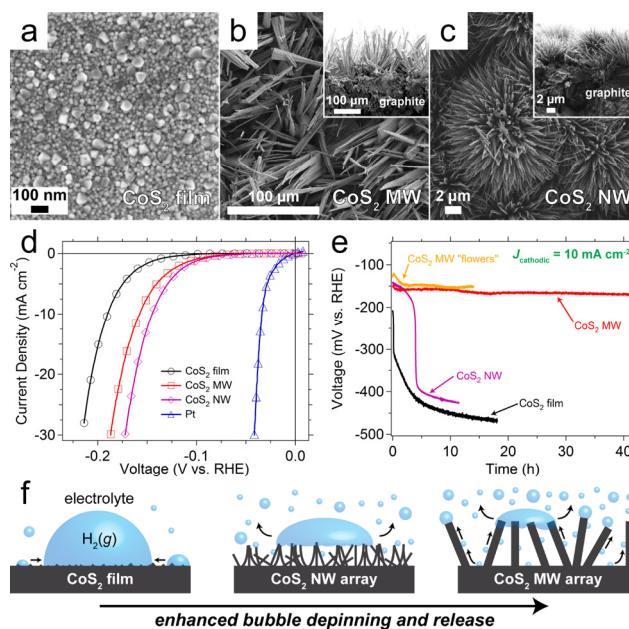 a
100 nm
CoS₂ film
b
100 µm
graphite
100 µm
CoS₂ MW
c
2 µm
graphite
2 µm
CoS₂ NW
d
Current Density (mA cm⁻²)
0
-10
-20
-30
CoS₂ film
CoS₂ MW
CoS₂ NW
Pt
-0.2
-0.1
0.0
Voltage (V vs. RHE)
e
J_cathodic = 10 mA cm⁻²
Voltage (mV vs. RHE)
-100
-200
-300
-400
-500
CoS₂ MW "flowers"
CoS₂ MW
CoS₂ NW
CoS₂ film
0
10
20
30
40
Time (h)
f
electrolyte
H₂(g)
CoS₂ film
CoS₂ NW array
CoS₂ MW array
enhanced bubble depinning and release